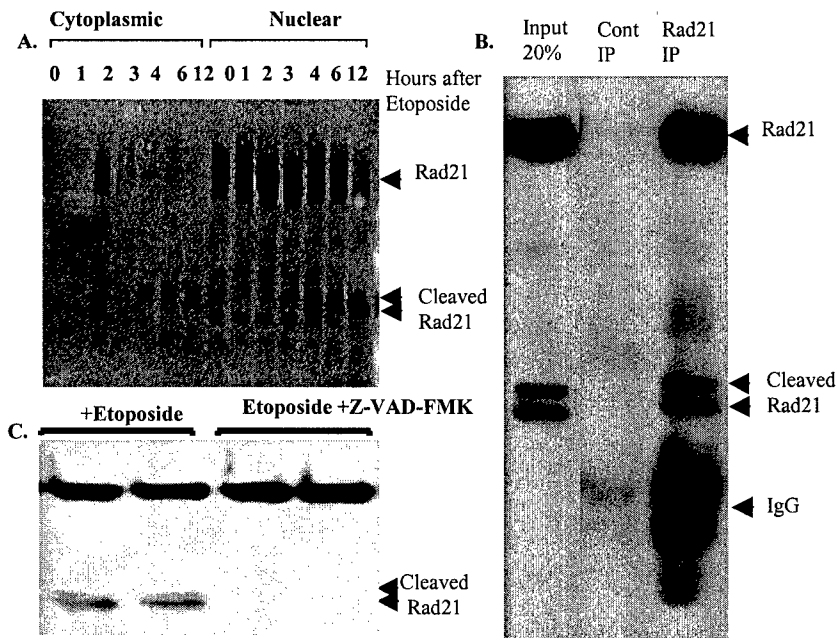 A.
Cytoplasmic Nuclear
0 1 2 3 4 6 12 0 1 2 3 4 6 12
Hours after
Etoposide
Rad21
Cleaved
Rad21
B.
Input
20%
Cont
IP
Rad21
IP
Rad21
Cleaved
Rad21
IgG
C.
+Etoposide
Etoposide +Z-VAD-FMK
Cleaved
Rad21